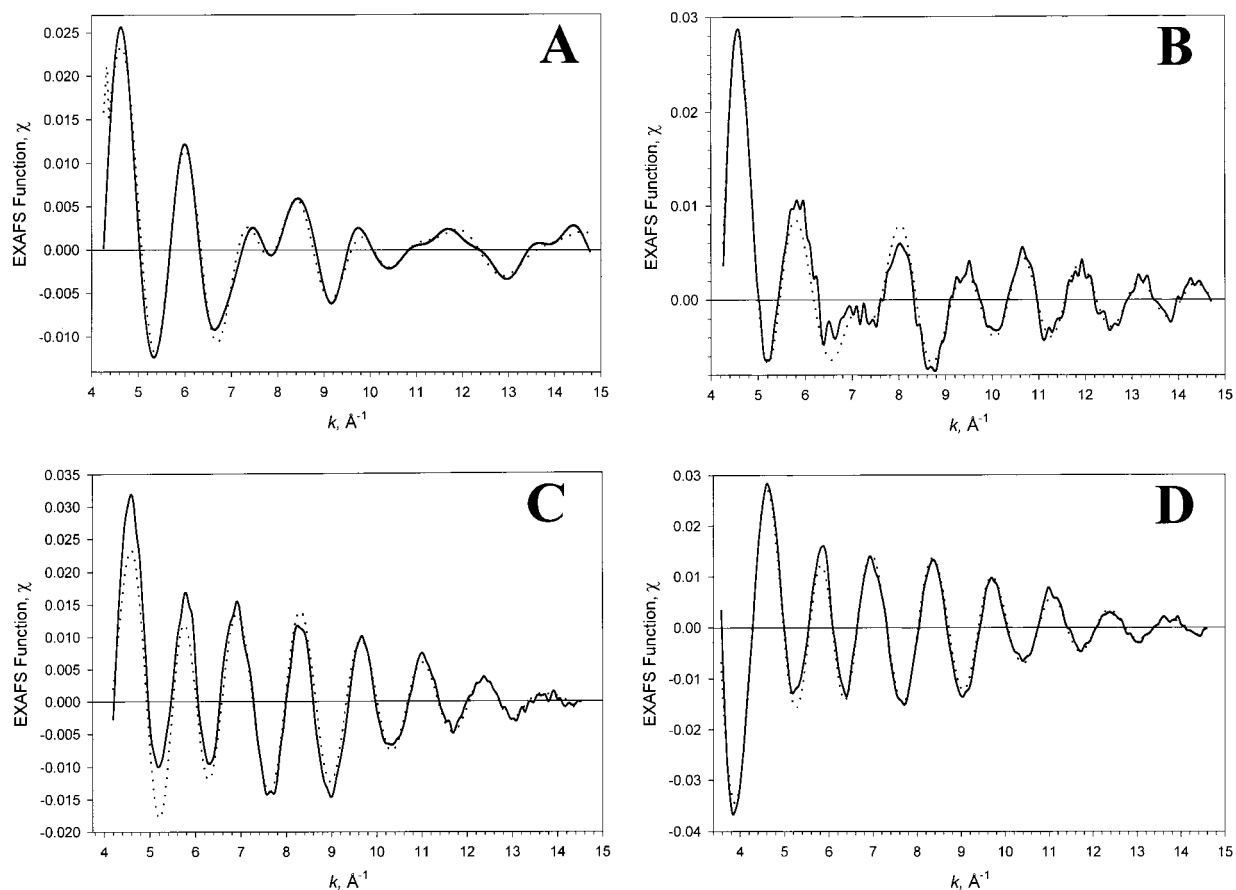 A
0.025
0.020
0.015
0.010
0.005
0.000
-0.005
-0.010
EXAFS Function, χ
4 5 6 7 8 9 10 11 12 13 14 15
k, Å-1
B
0.03
0.02
0.01
0.00
EXAFS Function, χ
4 5 6 7 8 9 10 11 12 13 14 15
k, Å-1
C
0.035
0.030
0.025
0.020
0.015
0.010
0.005
0.000
-0.005
-0.010
-0.015
-0.020
EXAFS Function, χ
4 5 6 7 8 9 10 11 12 13 14 15
k, Å-1
D
0.03
0.02
0.01
0.00
-0.01
-0.02
-0.03
-0.04
EXAFS Function, χ
4 5 6 7 8 9 10 11 12 13 14 15
k, Å-1